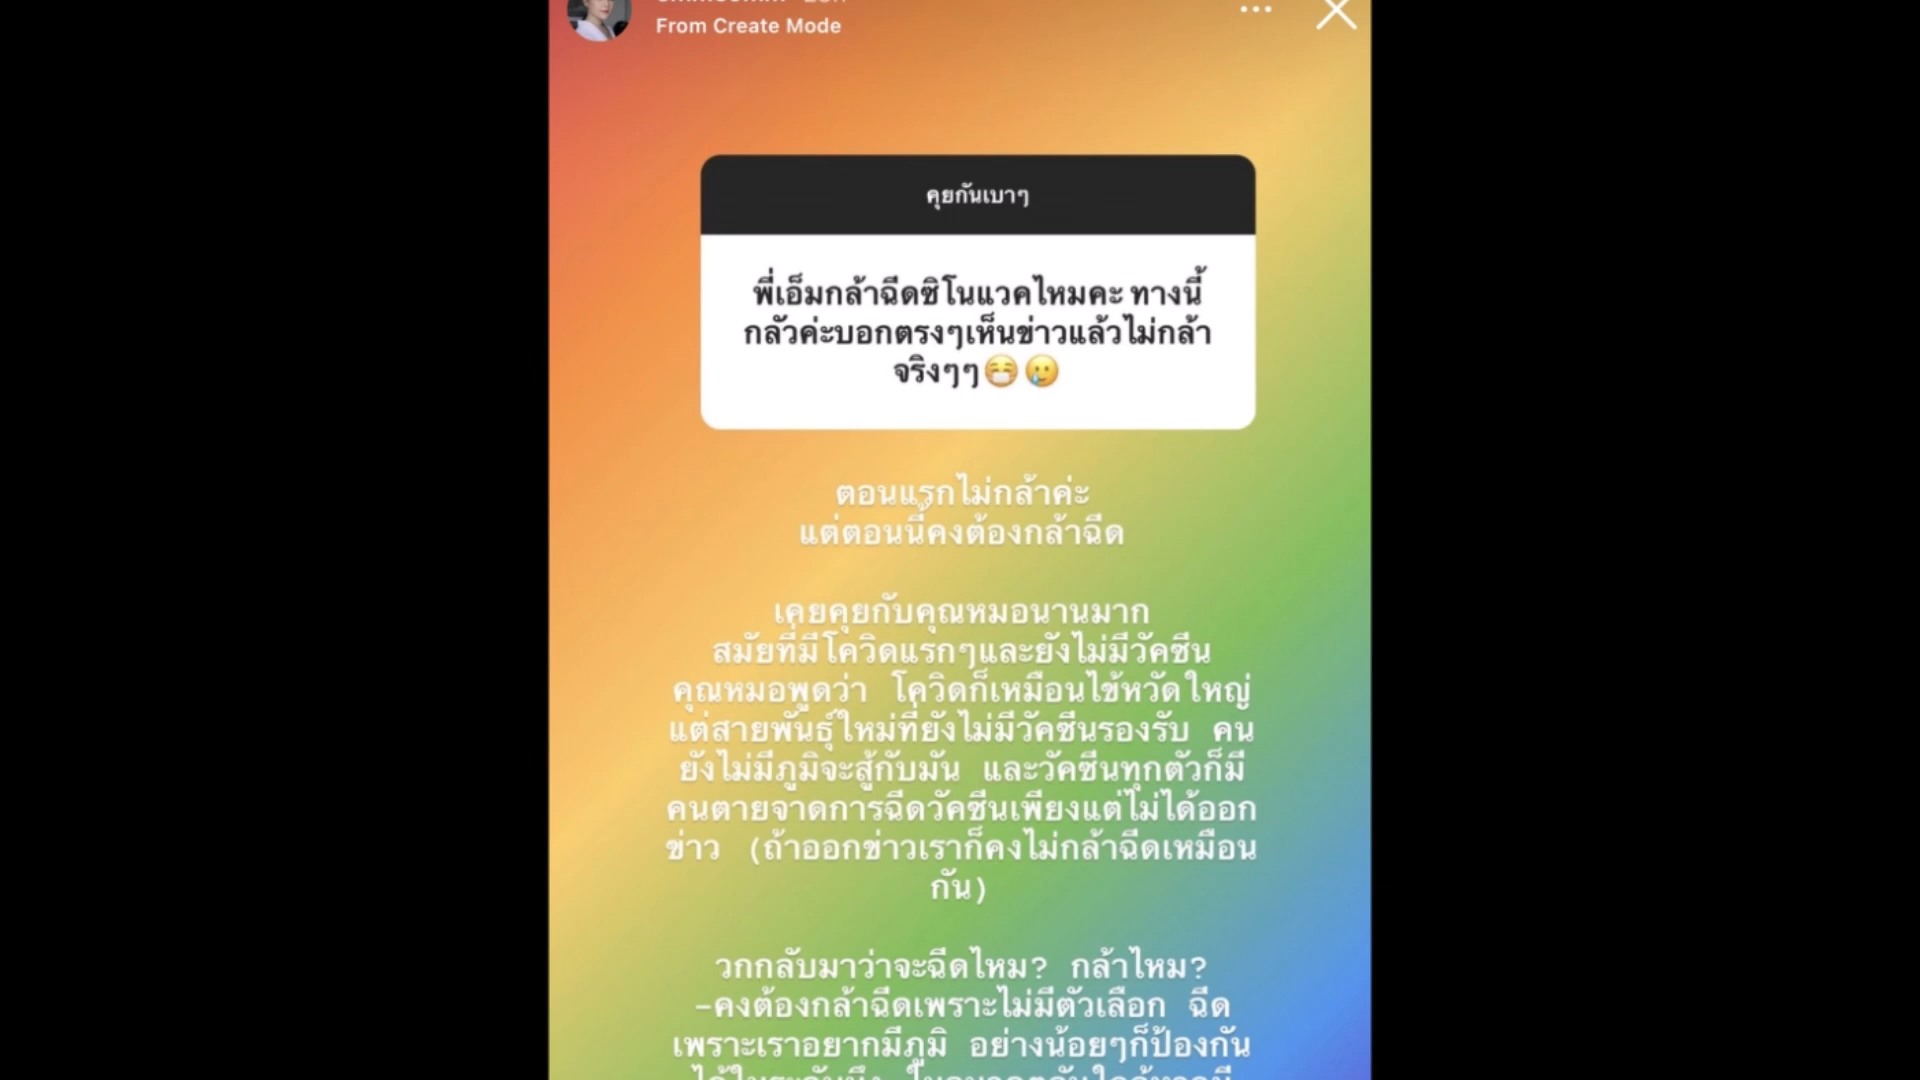 From Create Mode
คุยกันเบาๆ
พี่เอ็มกล้าฉีดซิโนแวคไหมคะ ทางนี้
กลัวค่ะบอกตรงๆเห็นข่าวแล้วไม่กล้า
จริงๆๆ😷🥲
ตอนแรกไม่กล้าค่ะ
แต่ตอนนี้คงต้องกล้าฉีด
เคยคุยกับคุณหมอนานมาก
สมัยที่มีโควิดแรกๆและยังไม่มีวัคซีน
คุณหมอพูดว่า โควิดก็เหมือนไข้หวัดใหญ่
แต่สายพันธุ์ใหม่ที่ยังไม่มีวัคซีนรองรับ คน
ยังไม่มีภูมิจะสู้กับมัน และวัคซีนทุกตัวก็มี
คนตายจาดการฉีดวัคซีนเพียงแต่ไม่ได้ออก
ข่าว (ถ้าออกข่าวเราก็คงไม่กล้าฉีดเหมือน
กัน)
วกกลับมาว่าจะฉีดไหม? กล้าไหม?
-คงต้องกล้าฉีดเพราะไม่มีตัวเลือก ฉีด
เพราะเราอยากมีภูมิ อย่างน้อยๆก็ป้องกัน